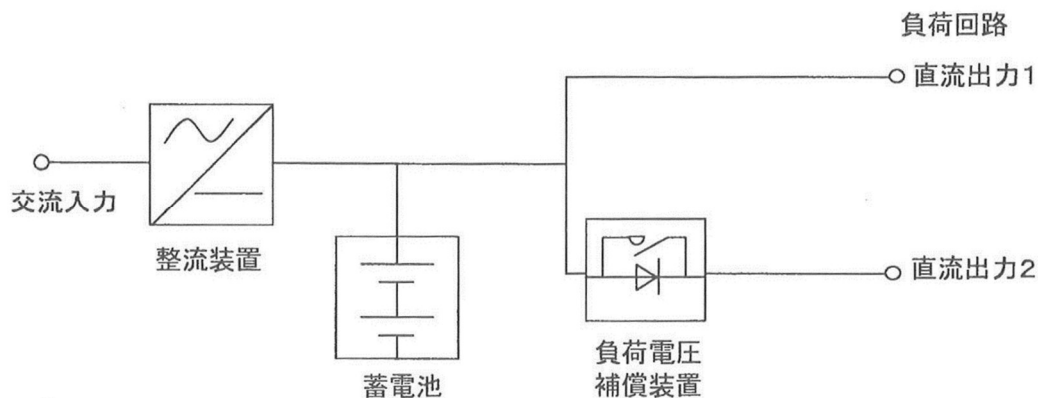 負荷回路
直流出力1
交流入力
整流装置
蓄電池
負荷電圧
補償装置
直流出力2